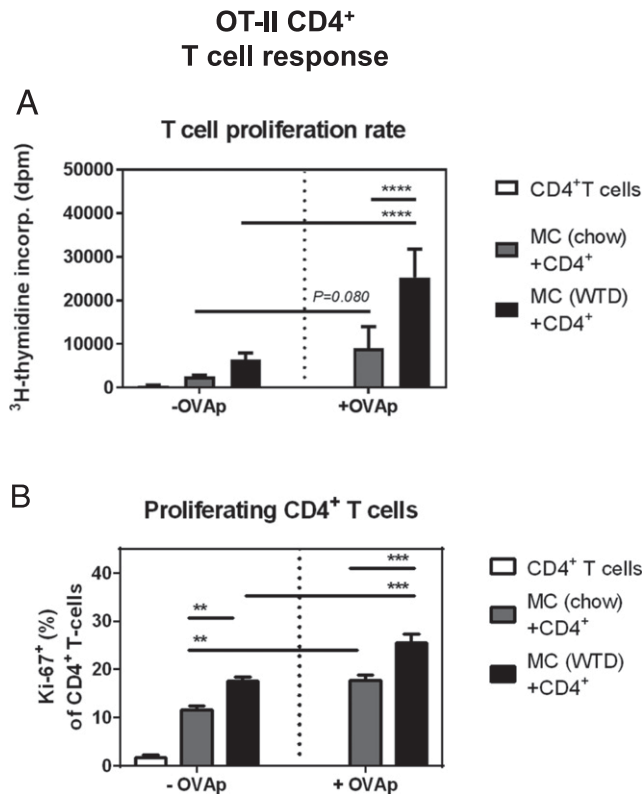 OT-II CD4⁺
T cell response
A
T cell proliferation rate
³H-thymidine incorp. (dpm)
50000
40000
30000
20000
10000
0
****
****
P=0.080
-OVAp
+OVAp
CD4⁺T cells
MC (chow)
+CD4⁺
MC (WTD)
+CD4⁺
B
Proliferating CD4⁺ T cells
Ki-67⁺ (%)
of CD4⁺ T-cells
40
30
20
10
0
**
**
***
***
- OVAp
+ OVAp
CD4⁺ T cells
MC (chow)
+CD4⁺
MC (WTD)
+CD4⁺